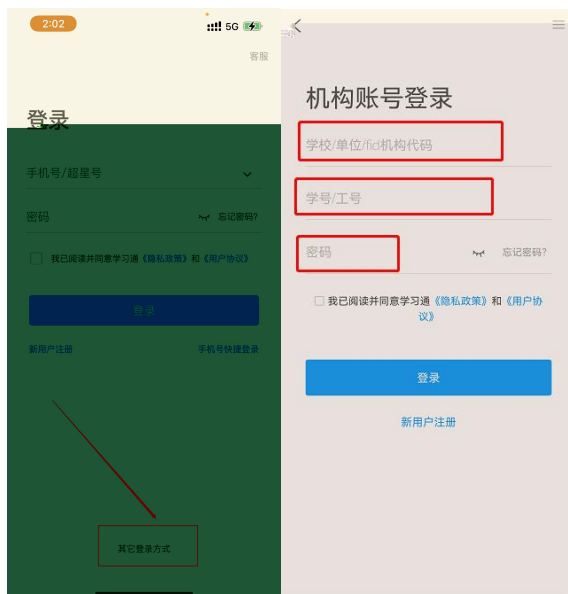 2:02
5G
客服
登录
手机号/超星号
密码
忘记密码?
我已阅读并同意学习通《隐私政策》和《用户协议》
登录
新用户注册
手机号快捷登录
其它登录方式
机构账号登录
学校/单位/fid机构代码
学号/工号
密码
忘记密码?
我已阅读并同意学习通《隐私政策》和《用户协
议》
登录
新用户注册